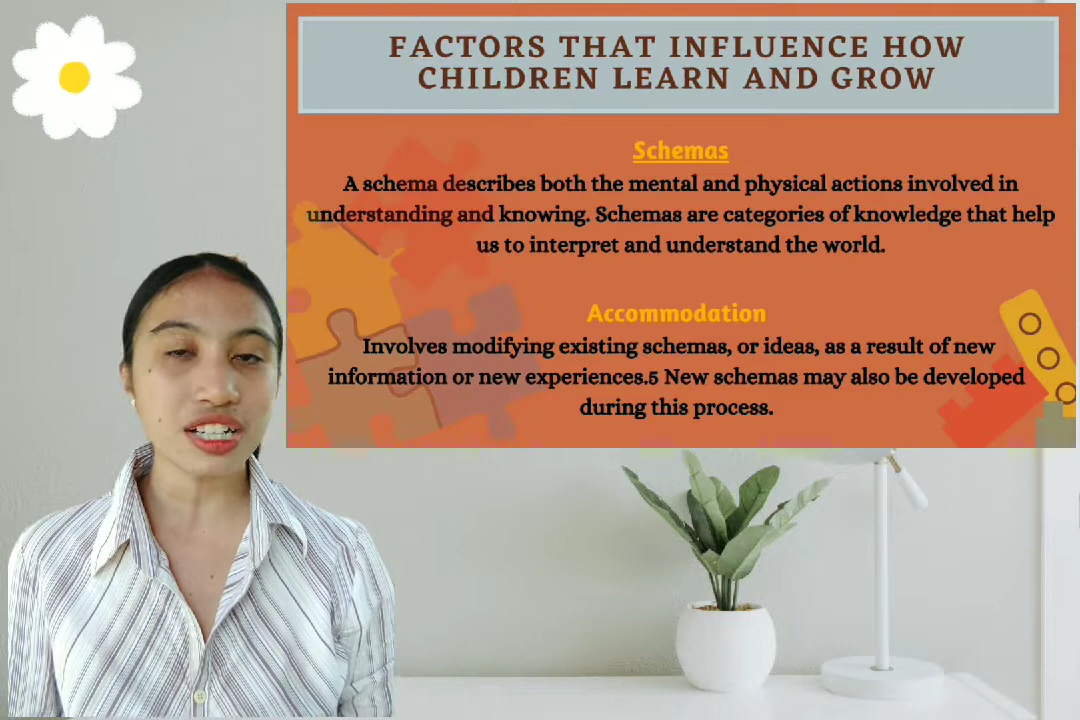 FACTORS THAT INFLUENCE HOW
CHILDREN LEARN AND GROW
Schemas
A schema describes both the mental and physical actions involved in
understanding and knowing. Schemas are categories of knowledge that help
us to interpret and understand the world.
Accommodation
Involves modifying existing schemas, or ideas, as a result of new
information or new experiences.5 New schemas may also be developed
during this process.